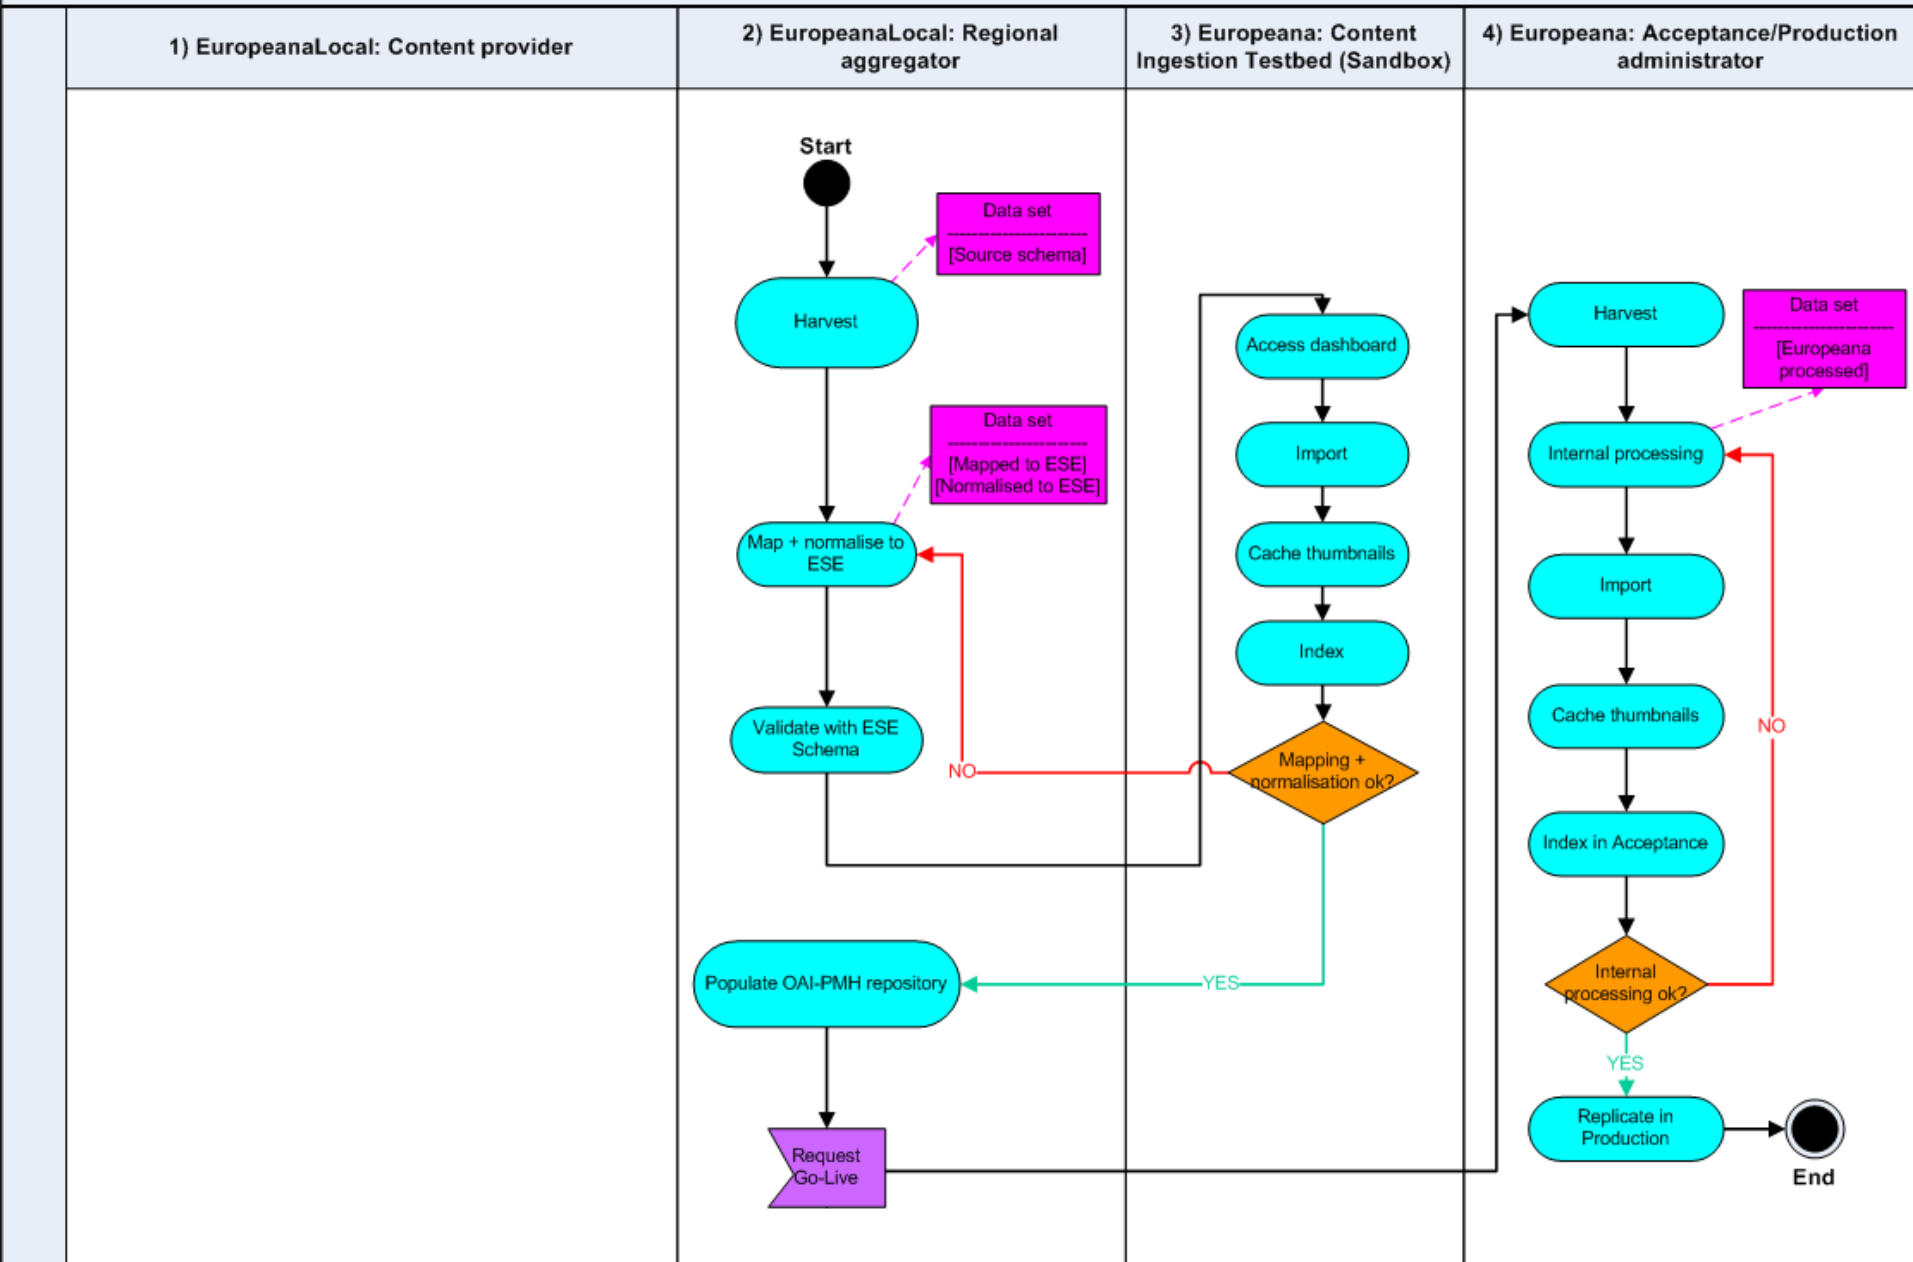 1) EuropeanaLocal: Content provider
2) EuropeanaLocal: Regional
aggregator
3) Europeana: Content
Ingestion Testbed (Sandbox)
4) Europeana: Acceptance/Production
administrator
Start
Data set
[Source schema]
Harvest
Data set
[Mapped to ESE]
[Normalised to ESE]
Map + normalise to
ESE
Validate with ESE
Schema
NO
Populate OAI-PMH repository
Request
Go-Live
Access dashboard
Import
Cache thumbnails
Index
Mapping +
normalisation ok?
YES
Harvest
Data set
[Europeana
processed]
Internal processing
Import
Cache thumbnails
NO
Index in Acceptance
Internal
processing ok?
YES
Replicate in
Production
End